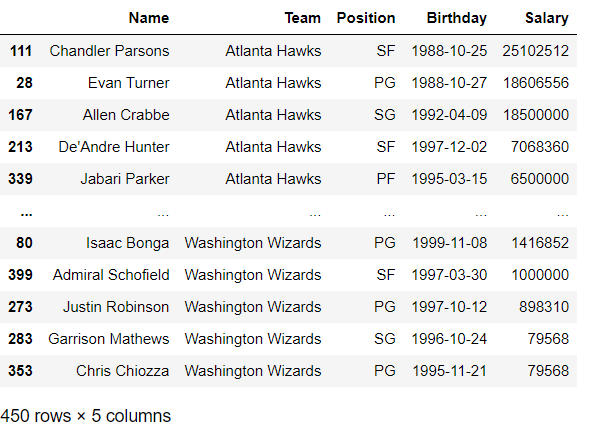 Name Team Position Birthday Salary
111 Chandler Parsons Atlanta Hawks SF 1988-10-25 25102512
28 Evan Turner Atlanta Hawks PG 1988-10-27 18606556
167 Allen Crabbe Atlanta Hawks SG 1992-04-09 18500000
213 De'Andre Hunter Atlanta Hawks SF 1997-12-02 7068360
339 Jabari Parker Atlanta Hawks PF 1995-03-15 6500000
... ... ... ... ... ...
80 Isaac Bonga Washington Wizards PG 1999-11-08 1416852
399 Admiral Schofield Washington Wizards SF 1997-03-30 1000000
273 Justin Robinson Washington Wizards PG 1997-10-12 898310
283 Garrison Mathews Washington Wizards SG 1996-10-24 79568
353 Chris Chiozza Washington Wizards PG 1995-11-21 79568
450 rows × 5 columns